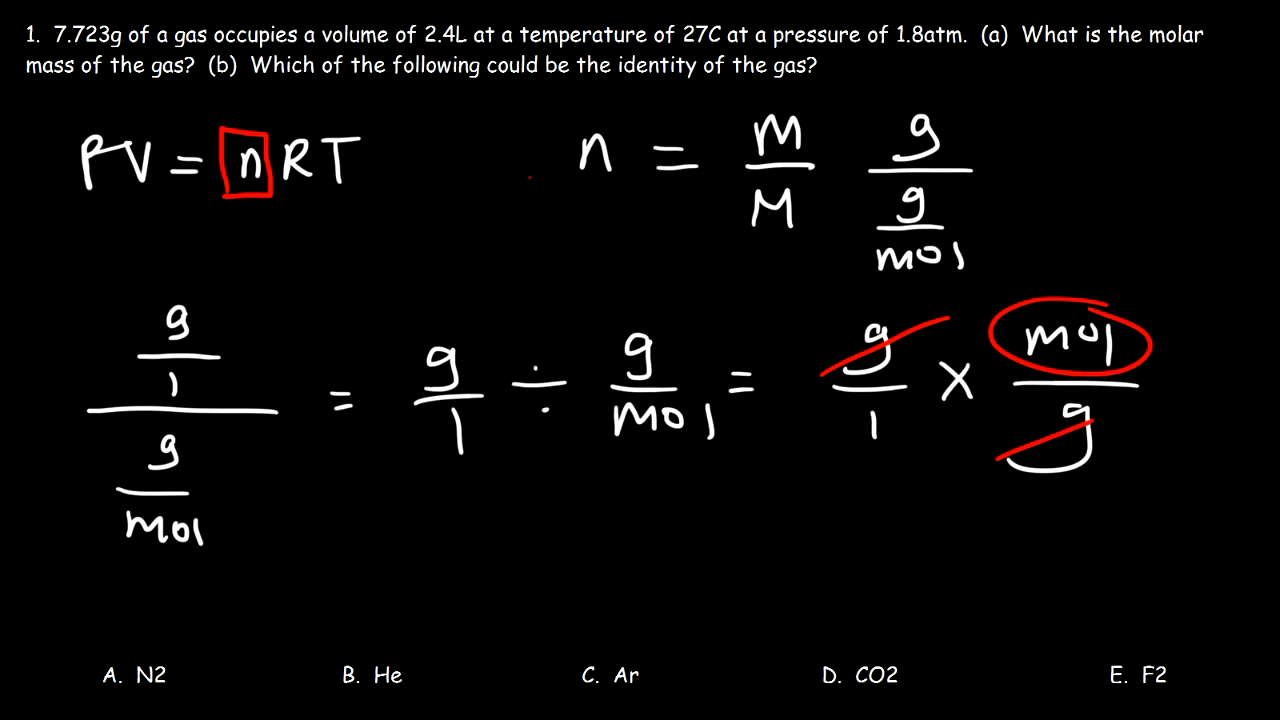 1. 7.723g of a gas occupies a volume of 2.4L at a temperature of 27C at a pressure of 1.8atm. (a) What is the molar
mass of the gas? (b) Which of the following could be the identity of the gas?
PV = nRT n = m/M g/(g/mol)
(g/1)/(g/mol) = g/1 ÷ g/mol = g/1 × mol/g
A. N2 B. He C. Ar D. CO2 E. F2